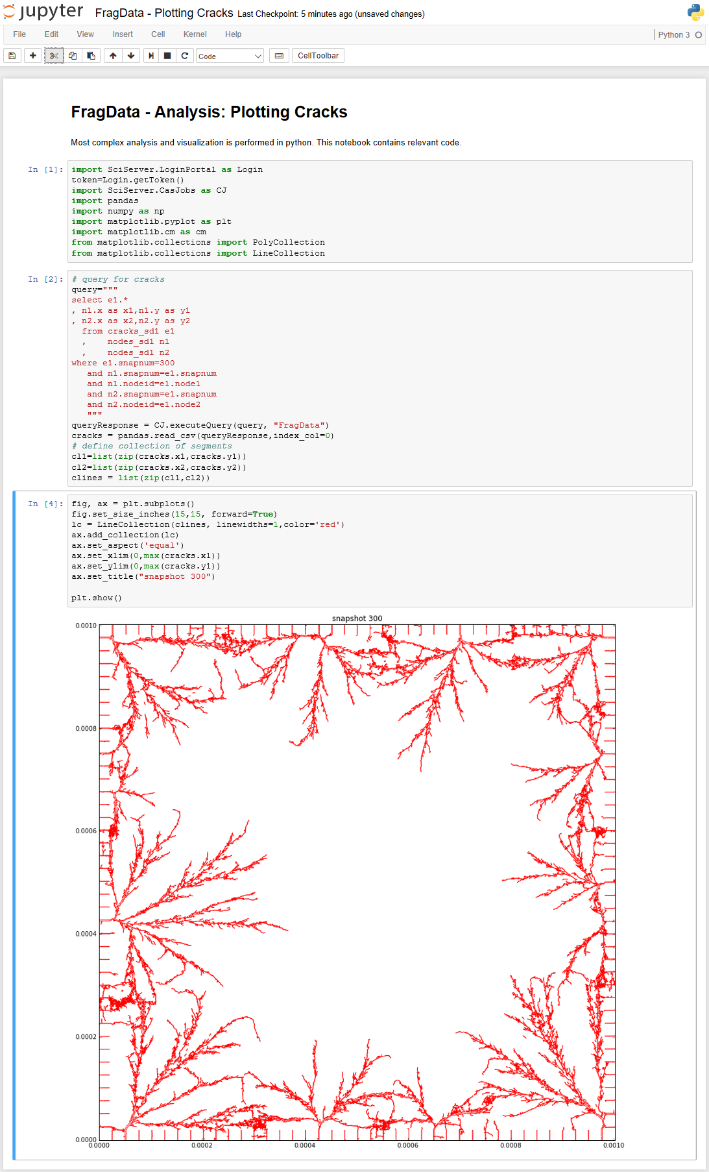 jupyter FragData - Plotting Cracks Last Checkpoint: 5 minutes ago (unsaved changes)
File Edit View Insert Cell Kernel Help Python 3
Code CellToolbar
FragData - Analysis: Plotting Cracks
Most complex analysis and visualization is performed in python. This notebook contains relevant code.
In [1]: import SciServer.LoginPortal as Login
token=Login.getToken()
import SciServer.CasJobs as CJ
import pandas
import numpy as np
import matplotlib.pyplot as plt
import matplotlib.cm as cm
from matplotlib.collections import PolyCollection
from matplotlib.collections import LineCollection
In [2]: # query for cracks
query="""
select e1.*
, n1.x as x1,n1.y as y1
, n2.x as x2,n2.y as y2
from cracks_sd1 e1
, nodes_sd1 n1
, nodes_sd1 n2
where e1.snapnum=300
and n1.snapnum=e1.snapnum
and n1.nodeid=e1.node1
and n2.snapnum=e1.snapnum
and n2.nodeid=e1.node2
"""
queryResponse = CJ.executeQuery(query, "FragData")
cracks = pandas.read_csv(queryResponse,index_col=0)
# define collection of segments
cl1=list(zip(cracks.x1,cracks.y1))
cl2=list(zip(cracks.x2,cracks.y2))
clines = list(zip(cl1,cl2))
In [4]: fig, ax = plt.subplots()
fig.set_size_inches(15,15, forward=True)
lc = LineCollection(clines, linewidths=1,color='red')
ax.add_collection(lc)
ax.set_aspect('equal')
ax.set_xlim(0,max(cracks.x1))
ax.set_ylim(0,max(cracks.y1))
ax.set_title("snapshot 300")
plt.show()
snapshot 300
0.0010
0.0008
0.0006
0.0004
0.0002
0.0000
0.0000 0.0002 0.0004 0.0006 0.0008 0.0010